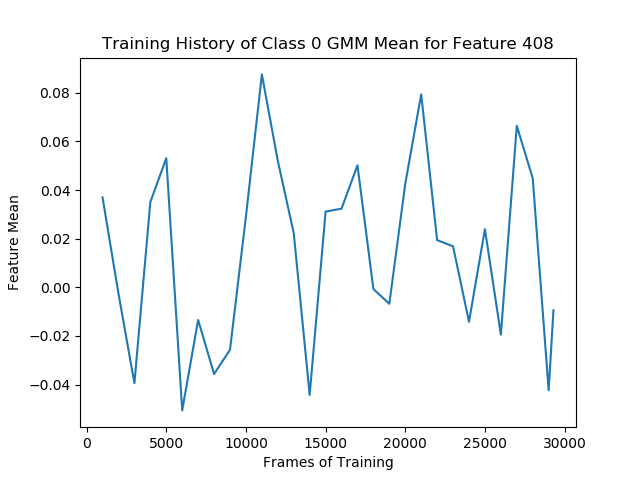 Training History of Class 0 GMM Mean for Feature 408
0.08
0.06
0.04
0.02
0.00
−0.02
−0.04
Feature Mean
0 5000 10000 15000 20000 25000 30000
Frames of Training